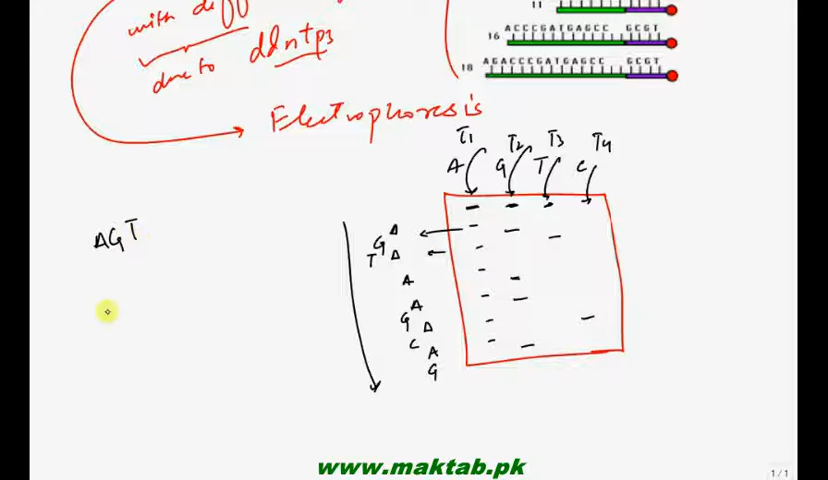 11
with diff
due to ddntps
16 ACCCGATGAGCC GCGT
18 AGACCCGATGAGCC GCGT
Electrophoresis
T1 T2 T3 T4
A G T C
AGT
A
G
T A
A
A
G A
C
A
G
www.maktab.pk
1/1